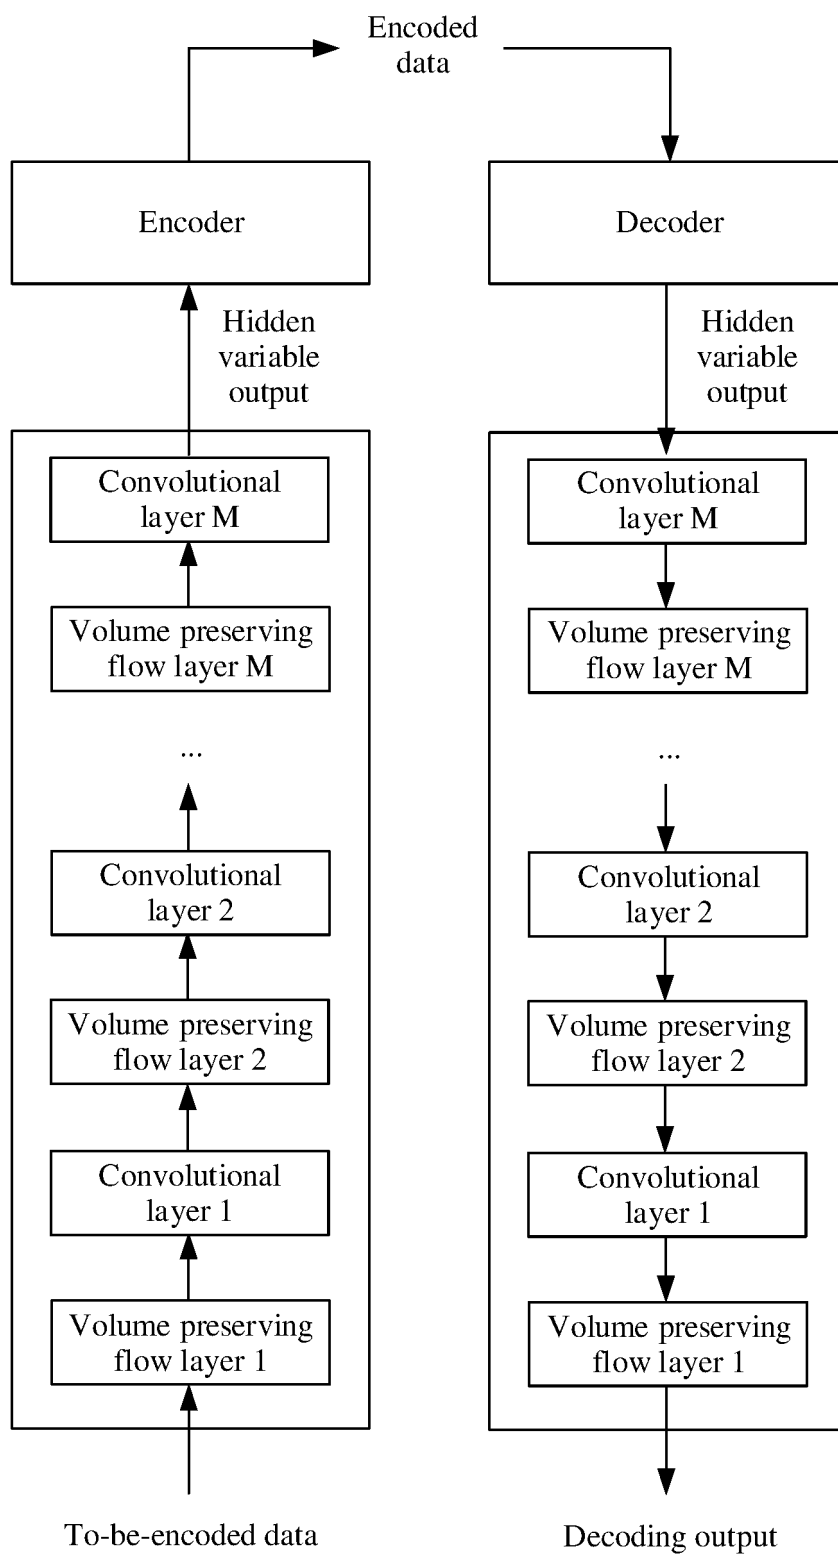 Encoded
data
Encoder
Decoder
Hidden
variable
output
Hidden
variable
output
Convolutional
layer M
Volume preserving
flow layer M
...
Convolutional
layer 2
Volume preserving
flow layer 2
Convolutional
layer 1
Volume preserving
flow layer 1
To-be-encoded data
Convolutional
layer M
Volume preserving
flow layer M
...
Convolutional
layer 2
Volume preserving
flow layer 2
Convolutional
layer 1
Volume preserving
flow layer 1
Decoding output